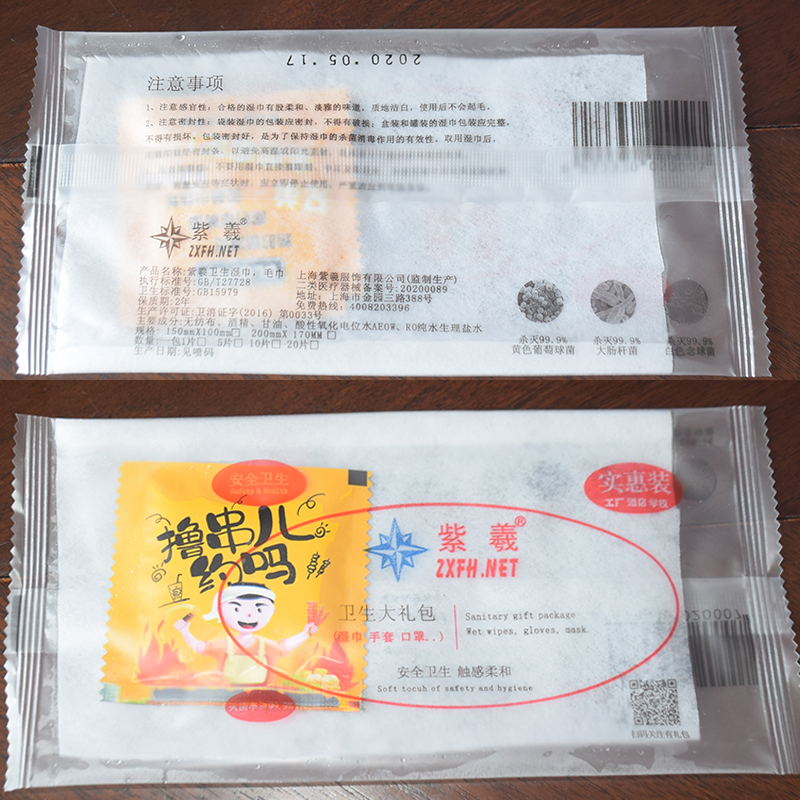 2020 05 17
注意事项
1、注意感官性：合格的湿巾有股柔和、淡雅的味道，质地洁白，使用后不会起毛。
2、注意密封性：袋装湿巾的包装应密封，不得有破损；盒装和罐装的湿巾包装应完整，
不得有损坏、包装密封好，是为了保持湿巾的杀菌消毒作用的有效性，取用湿巾后，
紫羲®
ZXFH.NET
产品名称：紫羲卫生湿巾，毛巾
执行标准号：GB/T27728
卫生标准号：GB15979
保质期：2年
上海紫羲服饰有限公司(监制生产)
二类医疗器械备案号：20200089
地址：上海市金园三路388号
免费热线：4008203396
生产许可证：卫消证字(2016) 第0033号
主要成分：无纺布、酒精、甘油、酸性氧化电位水AEOW、RO纯水生理盐水
规格：150mmX100mm□ 200mmX 170MM□
数量：一包1片□ 5片□ 10片□ 20片□
生产日期：见喷码
杀灭99.9%
黄色葡萄球菌
杀灭99.9%
大肠杆菌
杀灭99.9%
白色念球菌
安全卫生
Safety & Health
撸串儿
约吗
实惠装
工厂 酒店 学校
紫羲®
ZXFH.NET
卫生大礼包
(湿巾 手套 口罩..)
Sanitary gift package
Wet wipes, gloves, mask
安全卫生 触感柔和
Soft tocuh of safety and hygiene
扫码关注有礼包